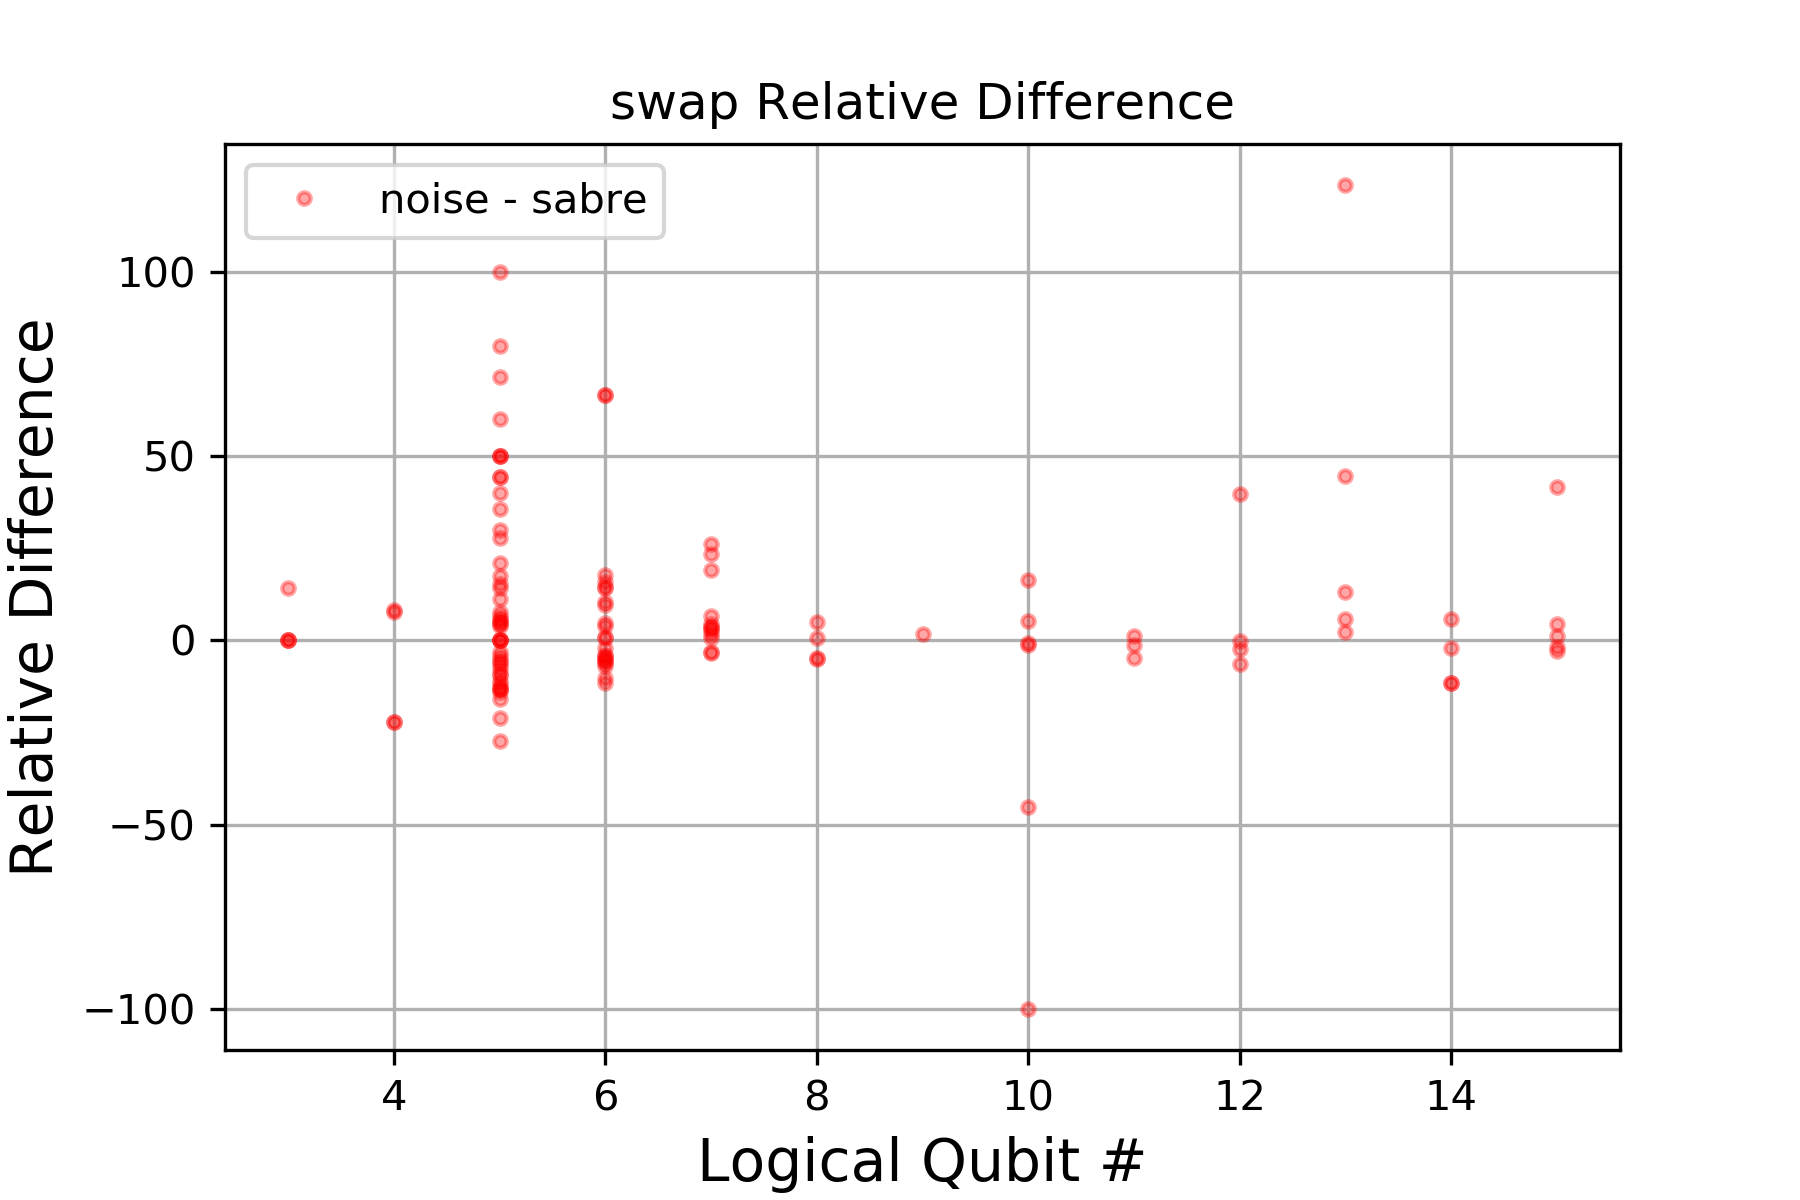 swap Relative Difference
noise - sabre
Relative Difference
100
50
0
−50
−100
4 6 8 10 12 14
Logical Qubit #